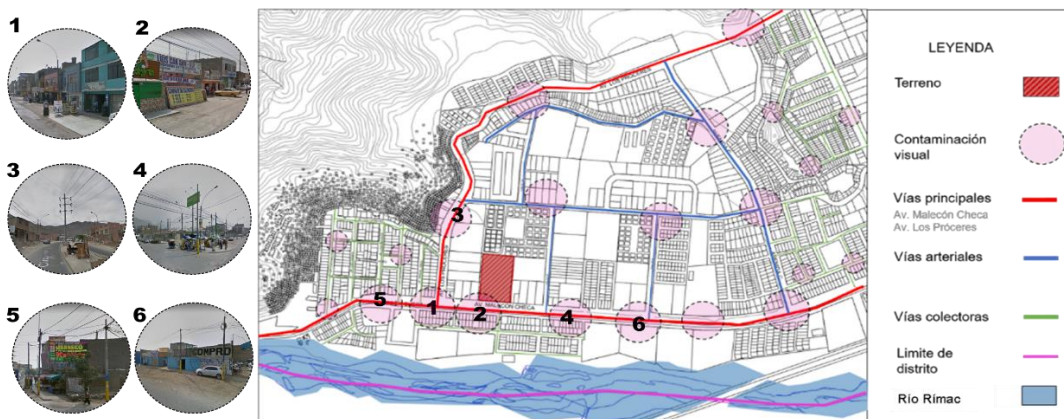 1
2
3
4
5
6
3
5
1
2
4
6
AV. MALECÓN CHECA
LEYENDA
Terreno
Contaminación
visual
Vías principales
Av. Malecón Checa
Av. Los Próceres
Vías arteriales
Vías colectoras
Limite de
distrito
Río Rímac
COMPRO